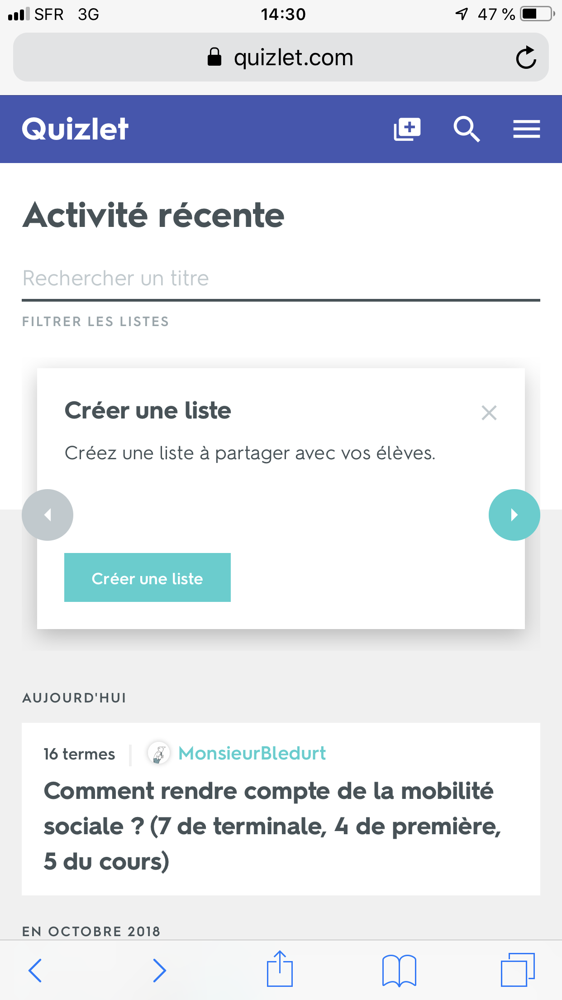 SFR 3G 14:30 47 %
quizlet.com
Quizlet
Activité récente
Rechercher un titre
FILTRER LES LISTES
Créer une liste
Créez une liste à partager avec vos élèves.
Créer une liste
AUJOURD'HUI
16 termes MonsieurBledurt
Comment rendre compte de la mobilité
sociale ? (7 de terminale, 4 de première,
5 du cours)
EN OCTOBRE 2018